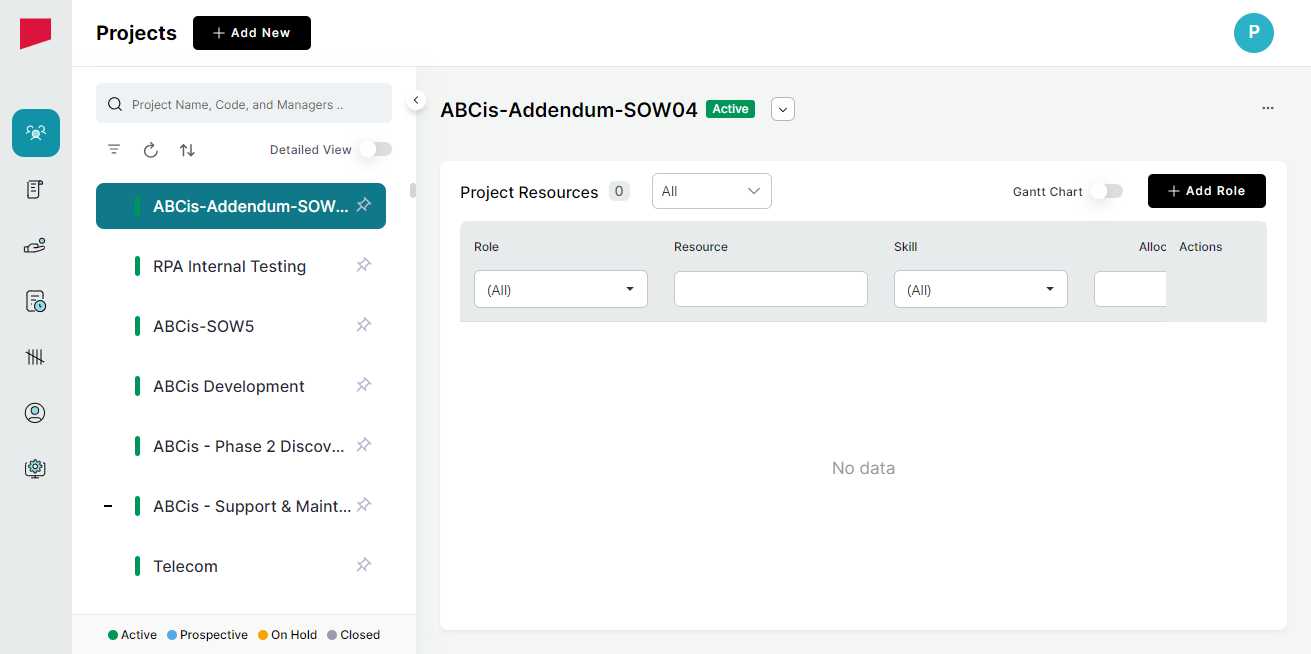 Projects
Add New
P
Project Name, Code, and Managers ..
Detailed View
ABCis-Addendum-SOW...
RPA Internal Testing
ABCis-SOW5
ABCis Development
ABCis - Phase 2 Discov...
ABCis - Support & Maint...
Telecom
Active Prospective On Hold Closed
ABCis-Addendum-SOW04 Active
Project Resources 0 All Gantt Chart Add Role
Role Resource Skill Alloc Actions
(All) (All)
No data